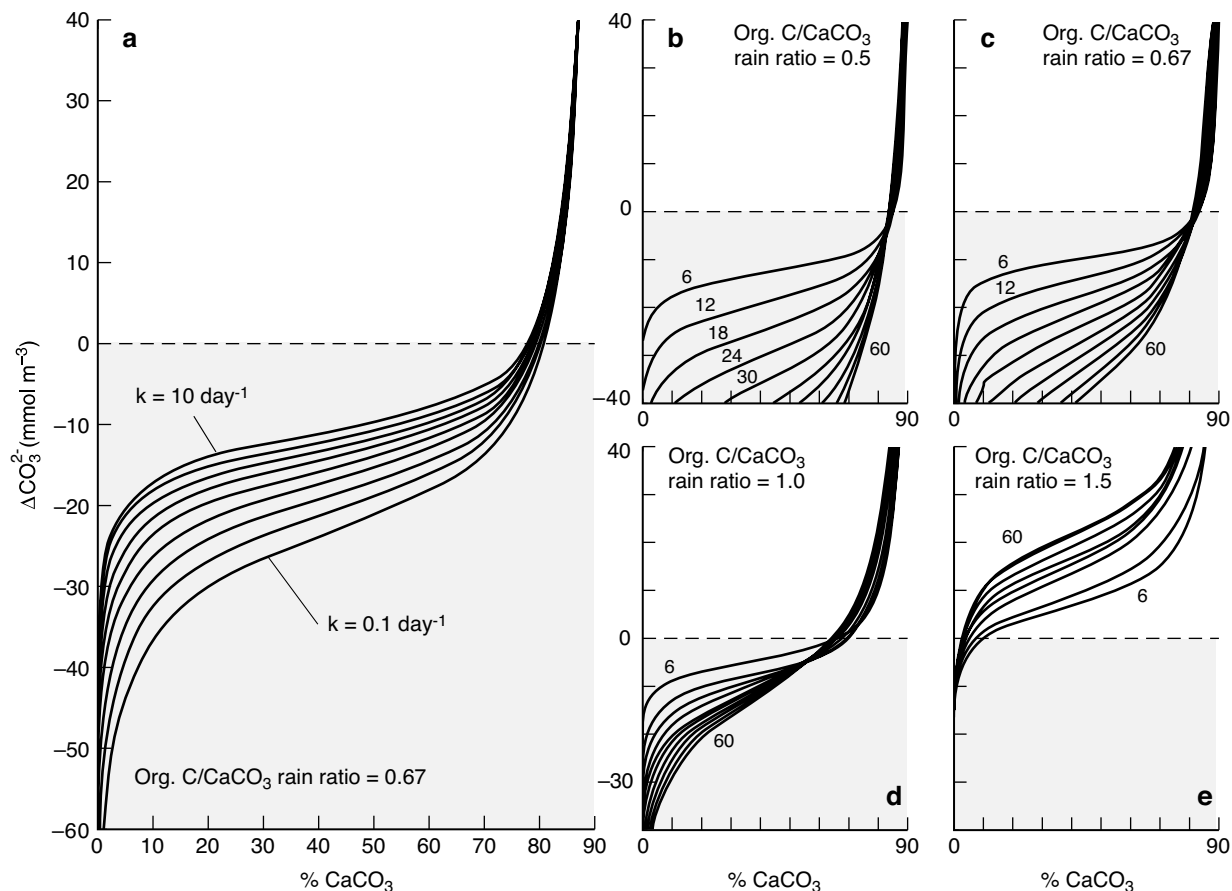 a
40
30
20
10
0
−10
−20
−30
−40
−50
−60
ΔCO₃²⁻(mmol m⁻³)
k = 10 day⁻¹
k = 0.1 day⁻¹
Org. C/CaCO₃ rain ratio = 0.67
0 10 20 30 40 50 60 70 80 90
% CaCO₃
b
Org. C/CaCO₃
rain ratio = 0.5
40
0
−40
6
12
18
24
30
60
0 90
c
Org. C/CaCO₃
rain ratio = 0.67
6
12
60
0 90
Org. C/CaCO₃
rain ratio = 1.0
40
0
−30
6
60
d
0 90
% CaCO₃
Org. C/CaCO₃
rain ratio = 1.5
60
6
e
0 90
% CaCO₃